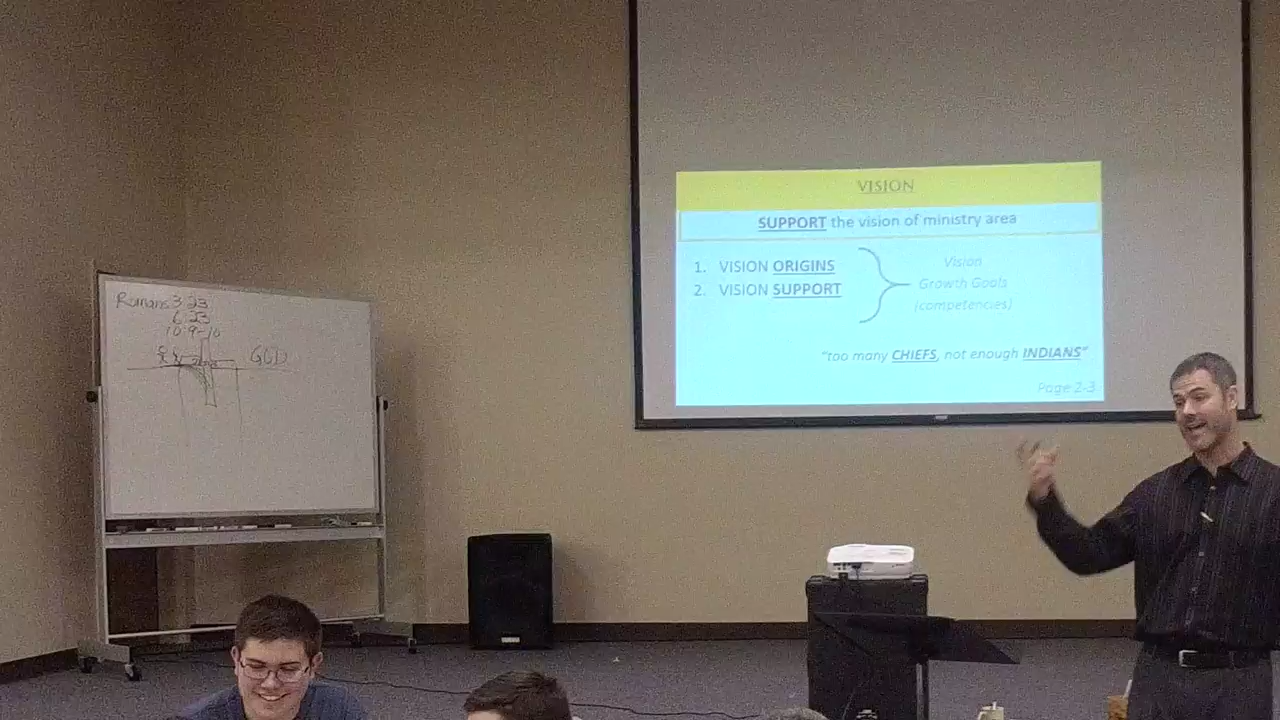 Romans 3:23
6:23
10:9-10
GOD
VISION
SUPPORT the vision of ministry area
1. VISION ORIGINS
2. VISION SUPPORT
Vision
Growth Goals
(competencies)
"too many CHIEFS, not enough INDIANS"
Page 2-3